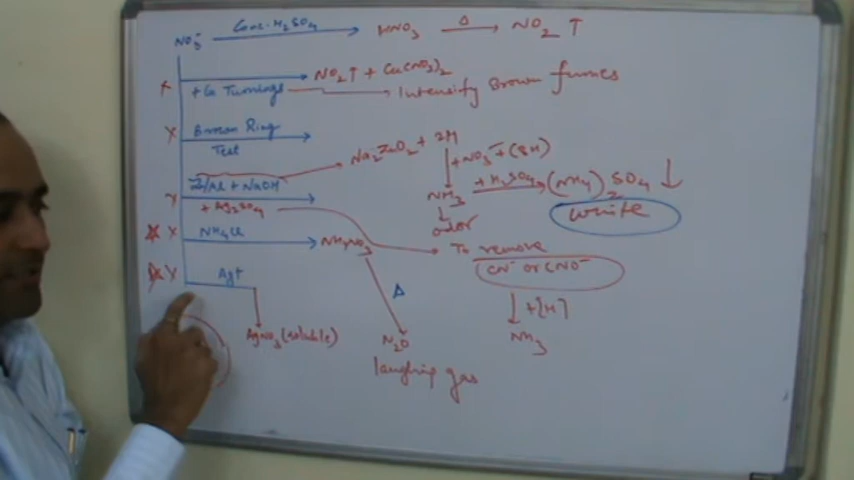 NO3⁻ Conc. H2SO4 → HNO3 Δ → NO2 ↑
x + Cu Turnings → NO2 ↑ + Cu(NO3)2
→ Intensify Brown fumes
x Brown Ring Test →
x Zn/Al + NaOH → Na2ZnO2 + 2H
+ Ag2SO4
+ NO3⁻ + (8H)
NH3 + H2SO4 → (NH4)2SO4 ↓
odor
white
x NH4Cl → NH4NO3
To remove
CN⁻ or CNO⁻
↓ + [H]
NH3
x Ag+
AgNO3 (soluble)
Δ
N2O
laughing gas